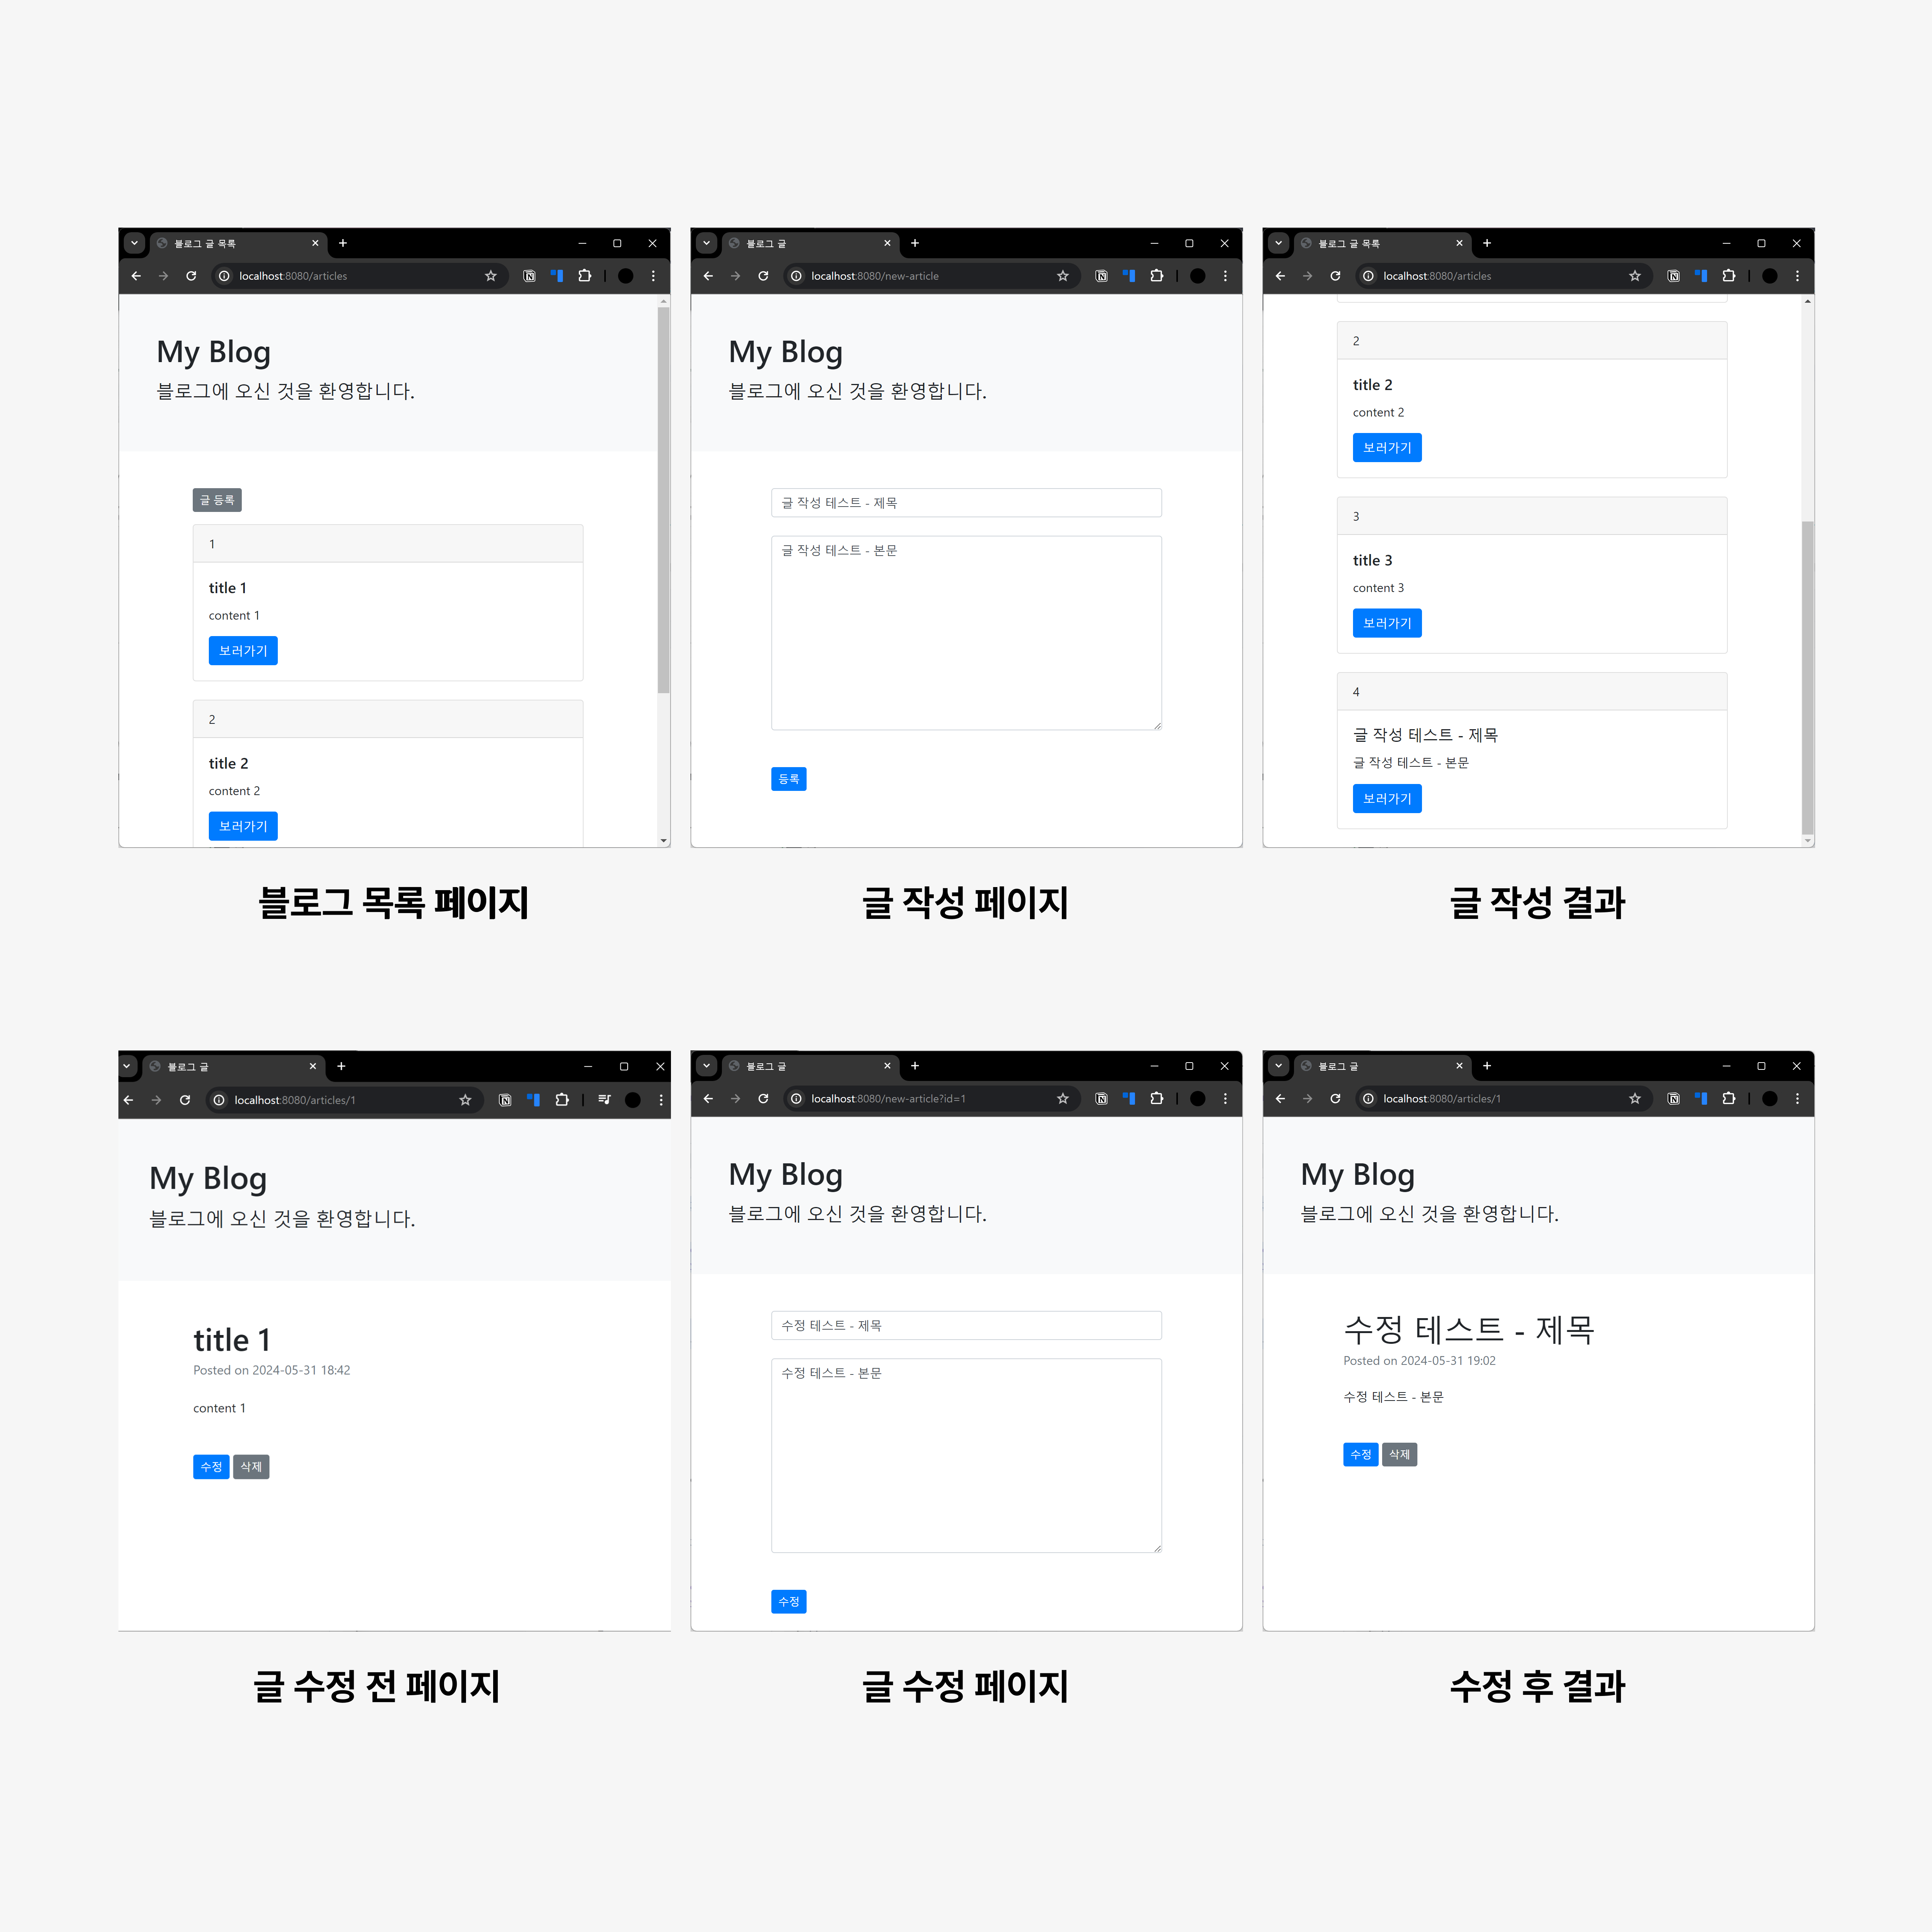 블로그 글 목록
localhost:8080/articles
My Blog
블로그에 오신 것을 환영합니다.
글 등록
1
title 1
content 1
보러가기
2
title 2
content 2
보러가기
블로그 목록 페이지
블로그 글
localhost:8080/new-article
My Blog
블로그에 오신 것을 환영합니다.
글 작성 테스트 - 제목
글 작성 테스트 - 본문
등록
글 작성 페이지
블로그 글 목록
localhost:8080/articles
2
title 2
content 2
보러가기
3
title 3
content 3
보러가기
4
글 작성 테스트 - 제목
글 작성 테스트 - 본문
보러가기
글 작성 결과
블로그 글
localhost:8080/articles/1
My Blog
블로그에 오신 것을 환영합니다.
title 1
Posted on 2024-05-31 18:42
content 1
수정 삭제
글 수정 전 페이지
블로그 글
localhost:8080/new-article?id=1
My Blog
블로그에 오신 것을 환영합니다.
수정 테스트 - 제목
수정 테스트 - 본문
수정
글 수정 페이지
블로그 글
localhost:8080/articles/1
My Blog
블로그에 오신 것을 환영합니다.
수정 테스트 - 제목
Posted on 2024-05-31 19:02
수정 테스트 - 본문
수정 삭제
수정 후 결과